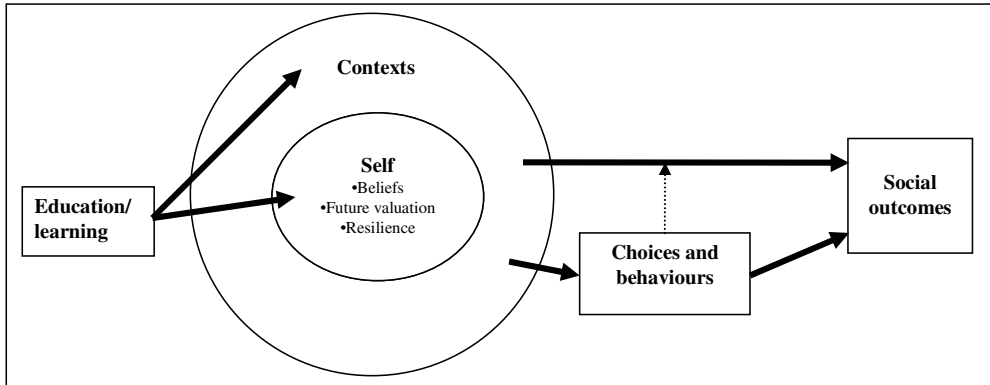 Contexts
Self
•Beliefs
•Future valuation
•Resilience
Education/
learning
Choices and
behaviours
Social
outcomes